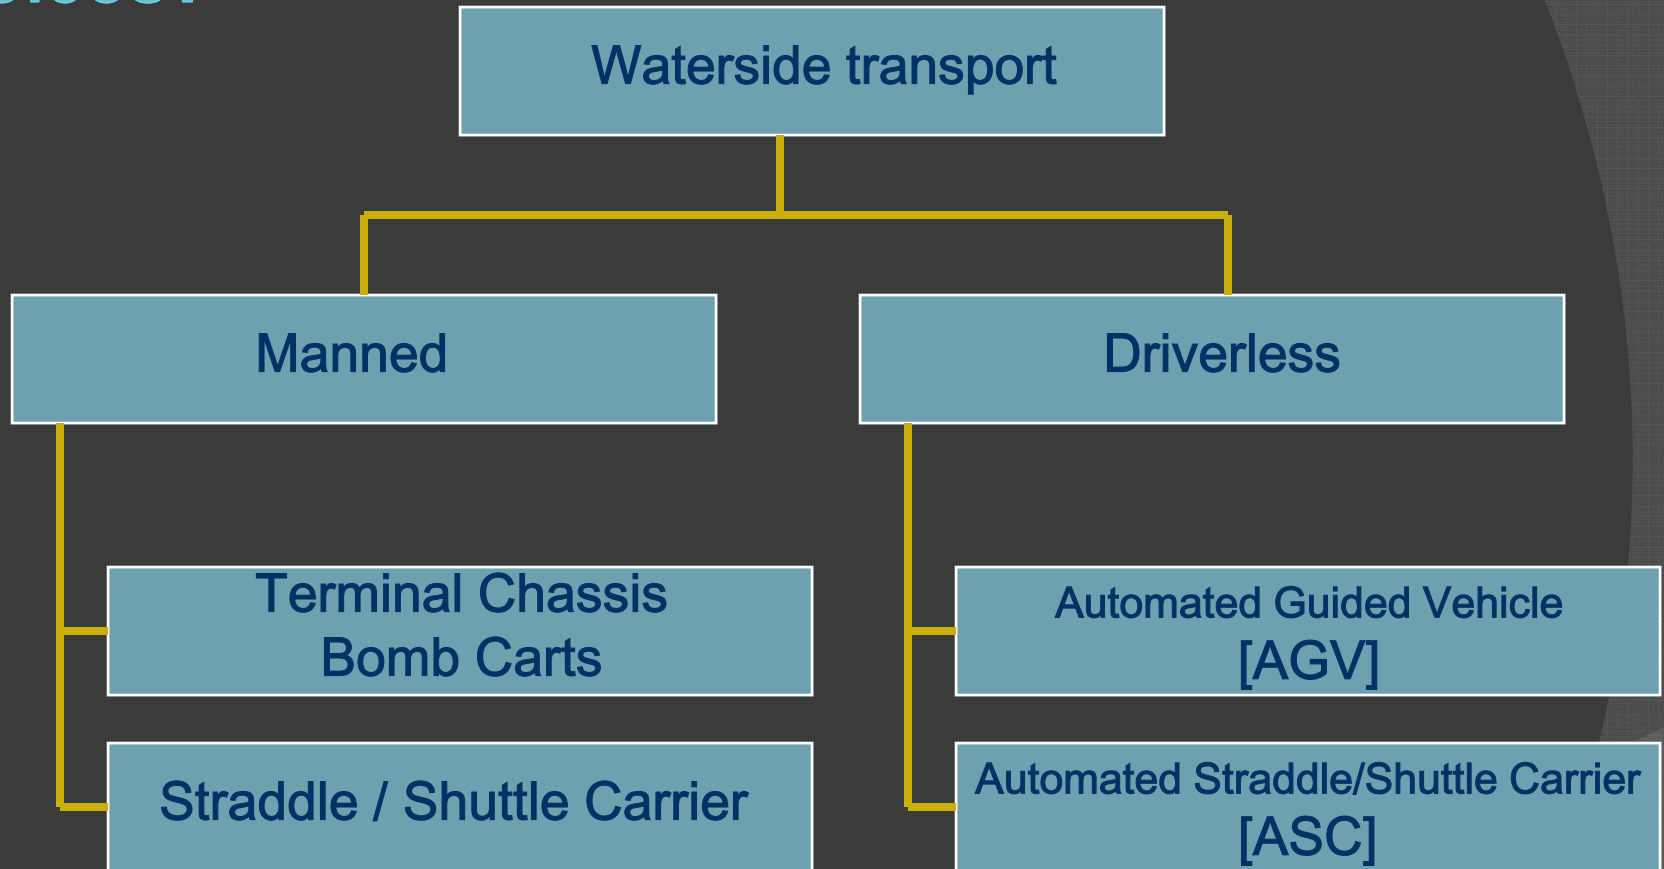 Waterside transport
Manned
Driverless
Terminal Chassis
Bomb Carts
Automated Guided Vehicle
[AGV]
Straddle / Shuttle Carrier
Automated Straddle/Shuttle Carrier
[ASC]